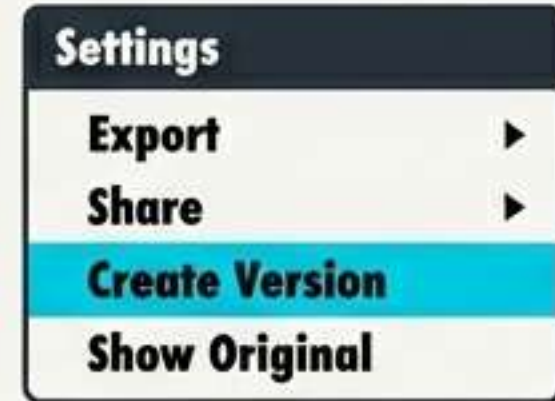 Settings
Export
Share
Create Version
Show Original